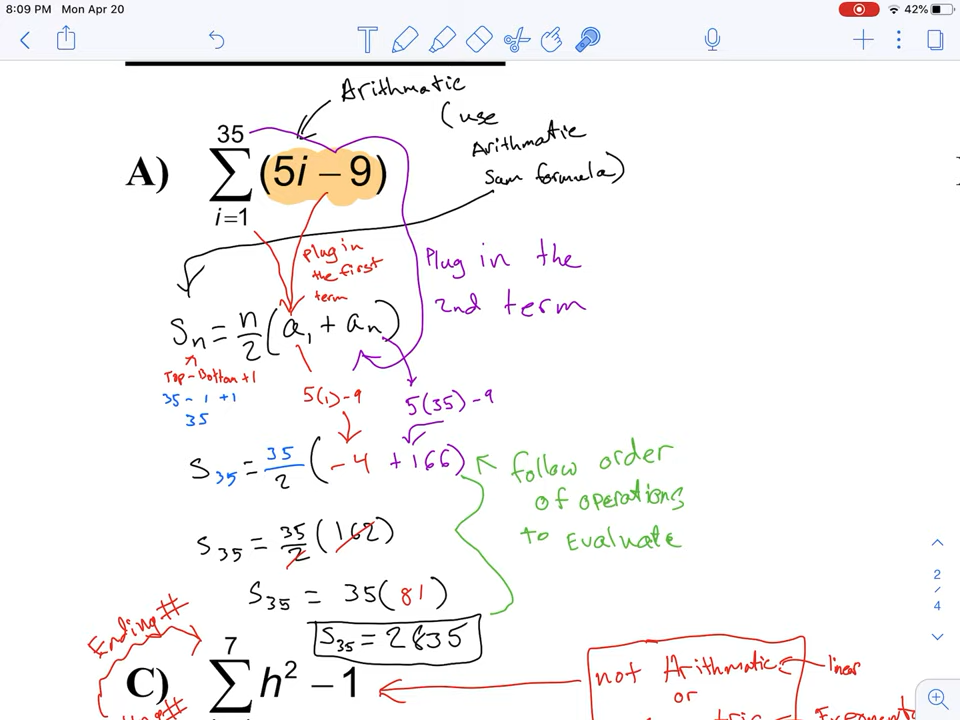 8:09 PM Mon Apr 20
42%
Arithmatic
(use
Arithmatic
Sum formula)
A) 35 ∑ i=1 (5i − 9)
plug in
the first
term
Plug in the
2nd term
Sn = n/2 (a1 + an)
Top-Bottom+1
35 - 1 + 1
35
5(1)-9
5(35)-9
S35 = 35/2 (-4 +166)
follow order
of operations
to Evaluate
S35 = 35/2 (162)
S35 = 35(81)
S35 = 2835
2/4
Ending #
C) 7 ∑ h² − 1
not Arithmatic
linear
or